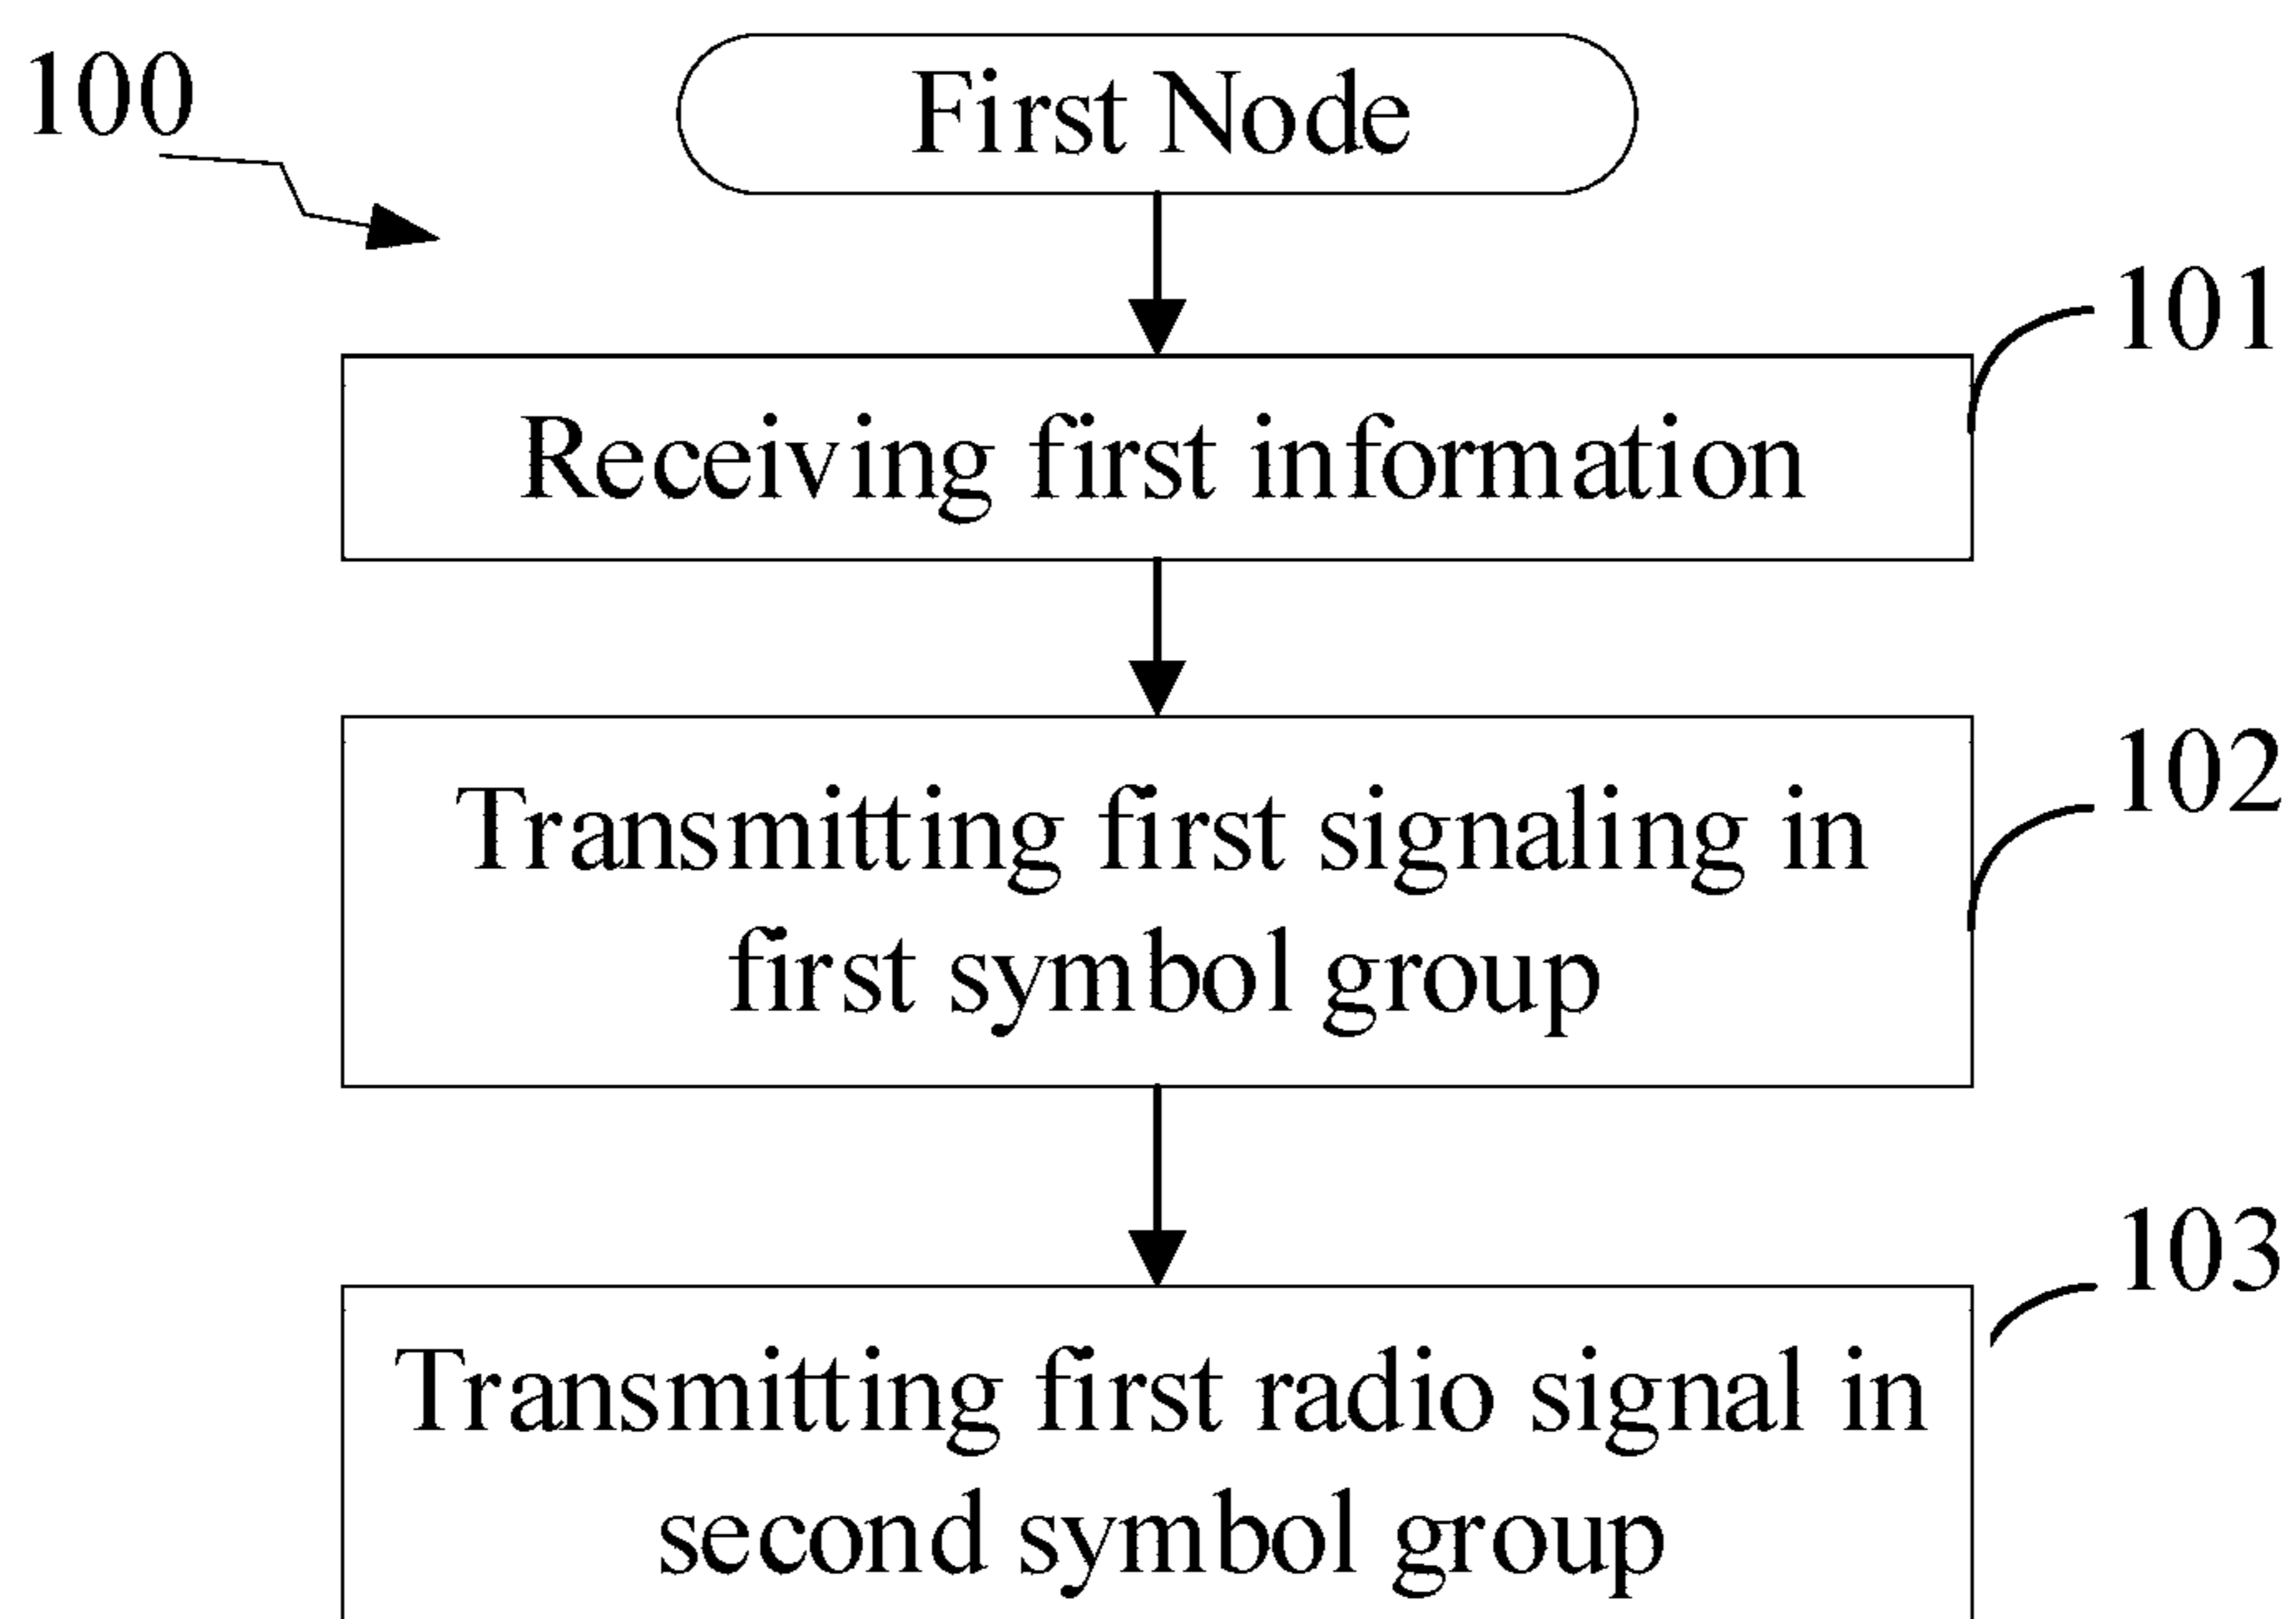 100
First Node
101
Receiving first information
102
Transmitting first signaling in
first symbol group
103
Transmitting first radio signal in
second symbol group